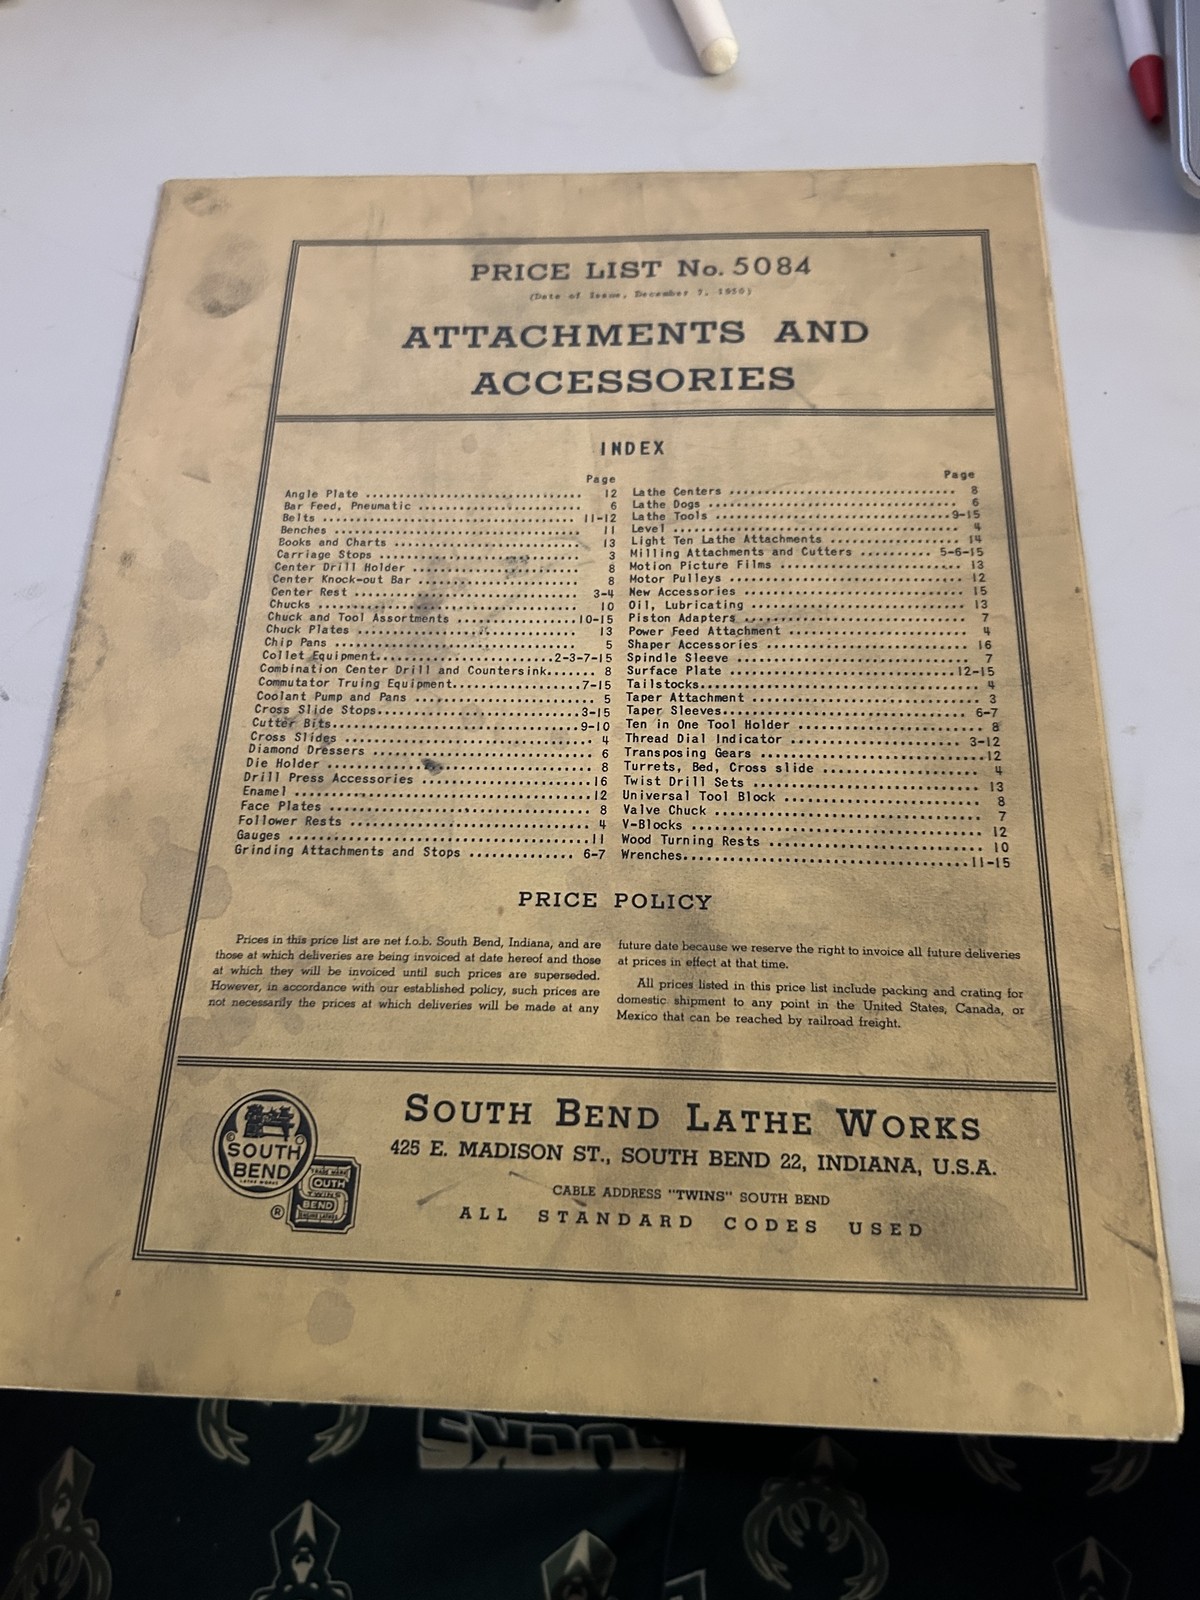 PRICE LIST No. 5084
(Date of Issue, December 7, 1950)
ATTACHMENTS AND
ACCESSORIES
INDEX
Page
Angle Plate .......... 12
Bar Feed, Pneumatic .......... 6
Belts .......... 11-12
Benches .......... 11
Books and Charts .......... 13
Carriage Stops .......... 3
Center Drill Holder .......... 8
Center Knock-out Bar .......... 8
Center Rest .......... 3-4
Chucks .......... 10
Chuck and Tool Assortments .......... 10-15
Chuck Plates .......... 13
Chip Pans .......... 5
Collet Equipment .......... 2-3-7-15
Combination Center Drill and Countersink .......... 8
Commutator Truing Equipment .......... 7-15
Coolant Pump and Pans .......... 5
Cross Slide Stops .......... 3-15
Cutter Bits .......... 9-10
Cross Slides .......... 4
Diamond Dressers .......... 6
Die Holder .......... 8
Drill Press Accessories .......... 16
Enamel .......... 12
Face Plates .......... 8
Follower Rests .......... 4
Gauges .......... 11
Grinding Attachments and Stops .......... 6-7
Page
Lathe Centers .......... 8
Lathe Dogs .......... 6
Lathe Tools .......... 9-15
Level .......... 4
Light Ten Lathe Attachments .......... 14
Milling Attachments and Cutters .......... 5-6-15
Motion Picture Films .......... 13
Motor Pulleys .......... 12
New Accessories .......... 15
Oil, Lubricating .......... 13
Piston Adapters .......... 7
Power Feed Attachment .......... 4
Shaper Accessories .......... 16
Spindle Sleeve .......... 7
Surface Plate .......... 12-15
Tailstocks .......... 4
Taper Attachment .......... 3
Taper Sleeves .......... 6-7
Ten in One Tool Holder .......... 8
Thread Dial Indicator .......... 3-12
Transposing Gears .......... 12
Turrets, Bed, Cross slide .......... 4
Twist Drill Sets .......... 13
Universal Tool Block .......... 8
Valve Chuck .......... 7
V-Blocks .......... 12
Wood Turning Rests .......... 10
Wrenches .......... 11-15
PRICE POLICY
Prices in this price list are net f.o.b. South Bend, Indiana, and are
those at which deliveries are being invoiced at date hereof and those
at which they will be invoiced until such prices are superseded.
However, in accordance with our established policy, such prices are
not necessarily the prices at which deliveries will be made at any
future date because we reserve the right to invoice all future deliveries
at prices in effect at that time.
All prices listed in this price list include packing and crating for
domestic shipment to any point in the United States, Canada, or
Mexico that can be reached by railroad freight.
SOUTH BEND LATHE WORKS
425 E. MADISON ST., SOUTH BEND 22, INDIANA, U.S.A.
CABLE ADDRESS "TWINS" SOUTH BEND
ALL STANDARD CODES USED
SOUTH
BEND
LATHE WORKS
TRADE MARK
SOUTH
TWINS
BEND
ENGINE LATHES
®